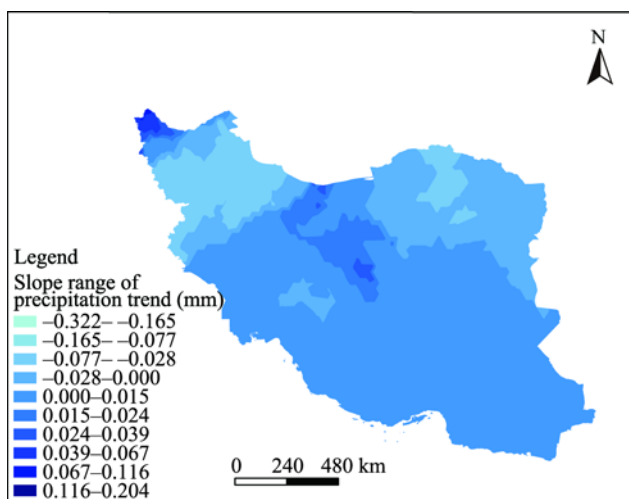 N
Legend
Slope range of
precipitation trend (mm)
−0.322– −0.165
−0.165– −0.077
−0.077– −0.028
−0.028–0.000
0.000–0.015
0.015–0.024
0.024–0.039
0.039–0.067
0.067–0.116
0.116–0.204
0 240 480 km